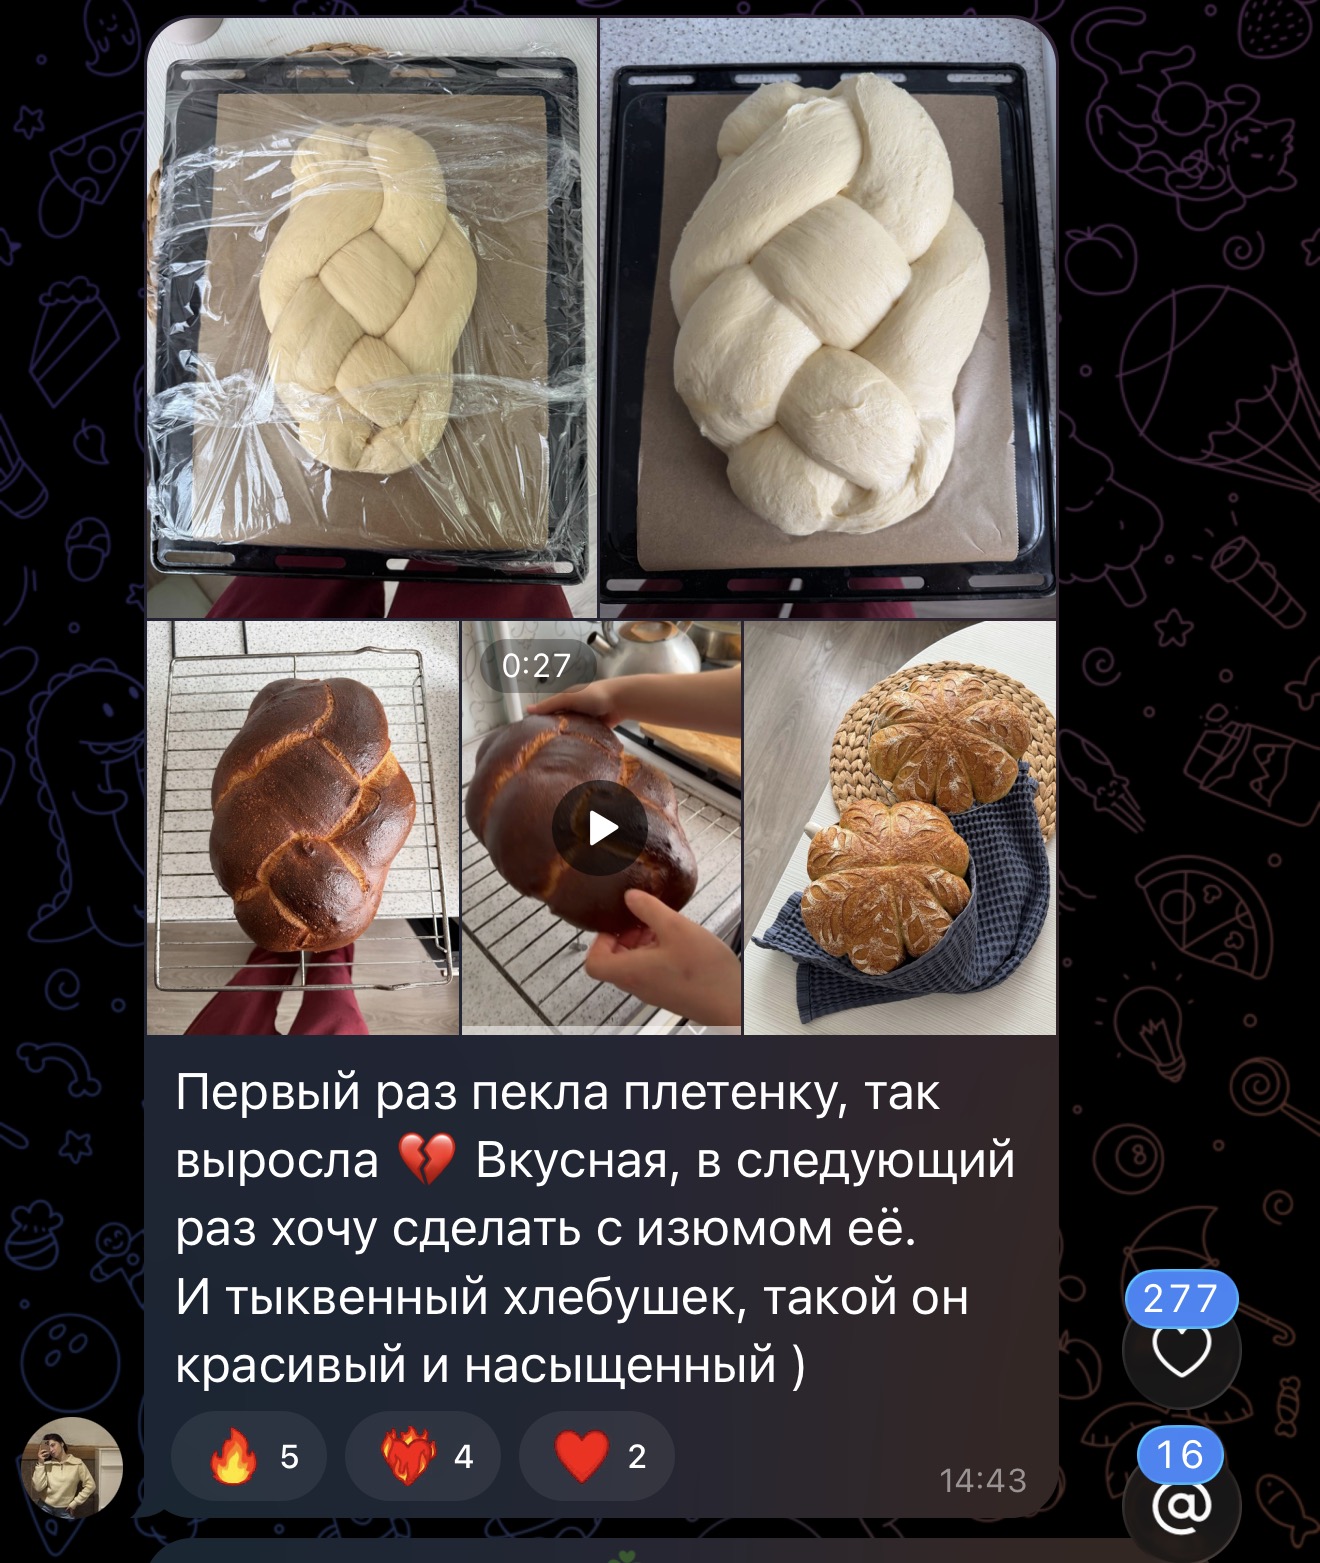 0:27
Первый раз пекла плетенку, так
выросла 💔 Вкусная, в следующий
раз хочу сделать с изюмом её.
И тыквенный хлебушек, такой он
красивый и насыщенный )
🔥 5 ❤️‍🔥 4 ❤️ 2
14:43
277
16
@